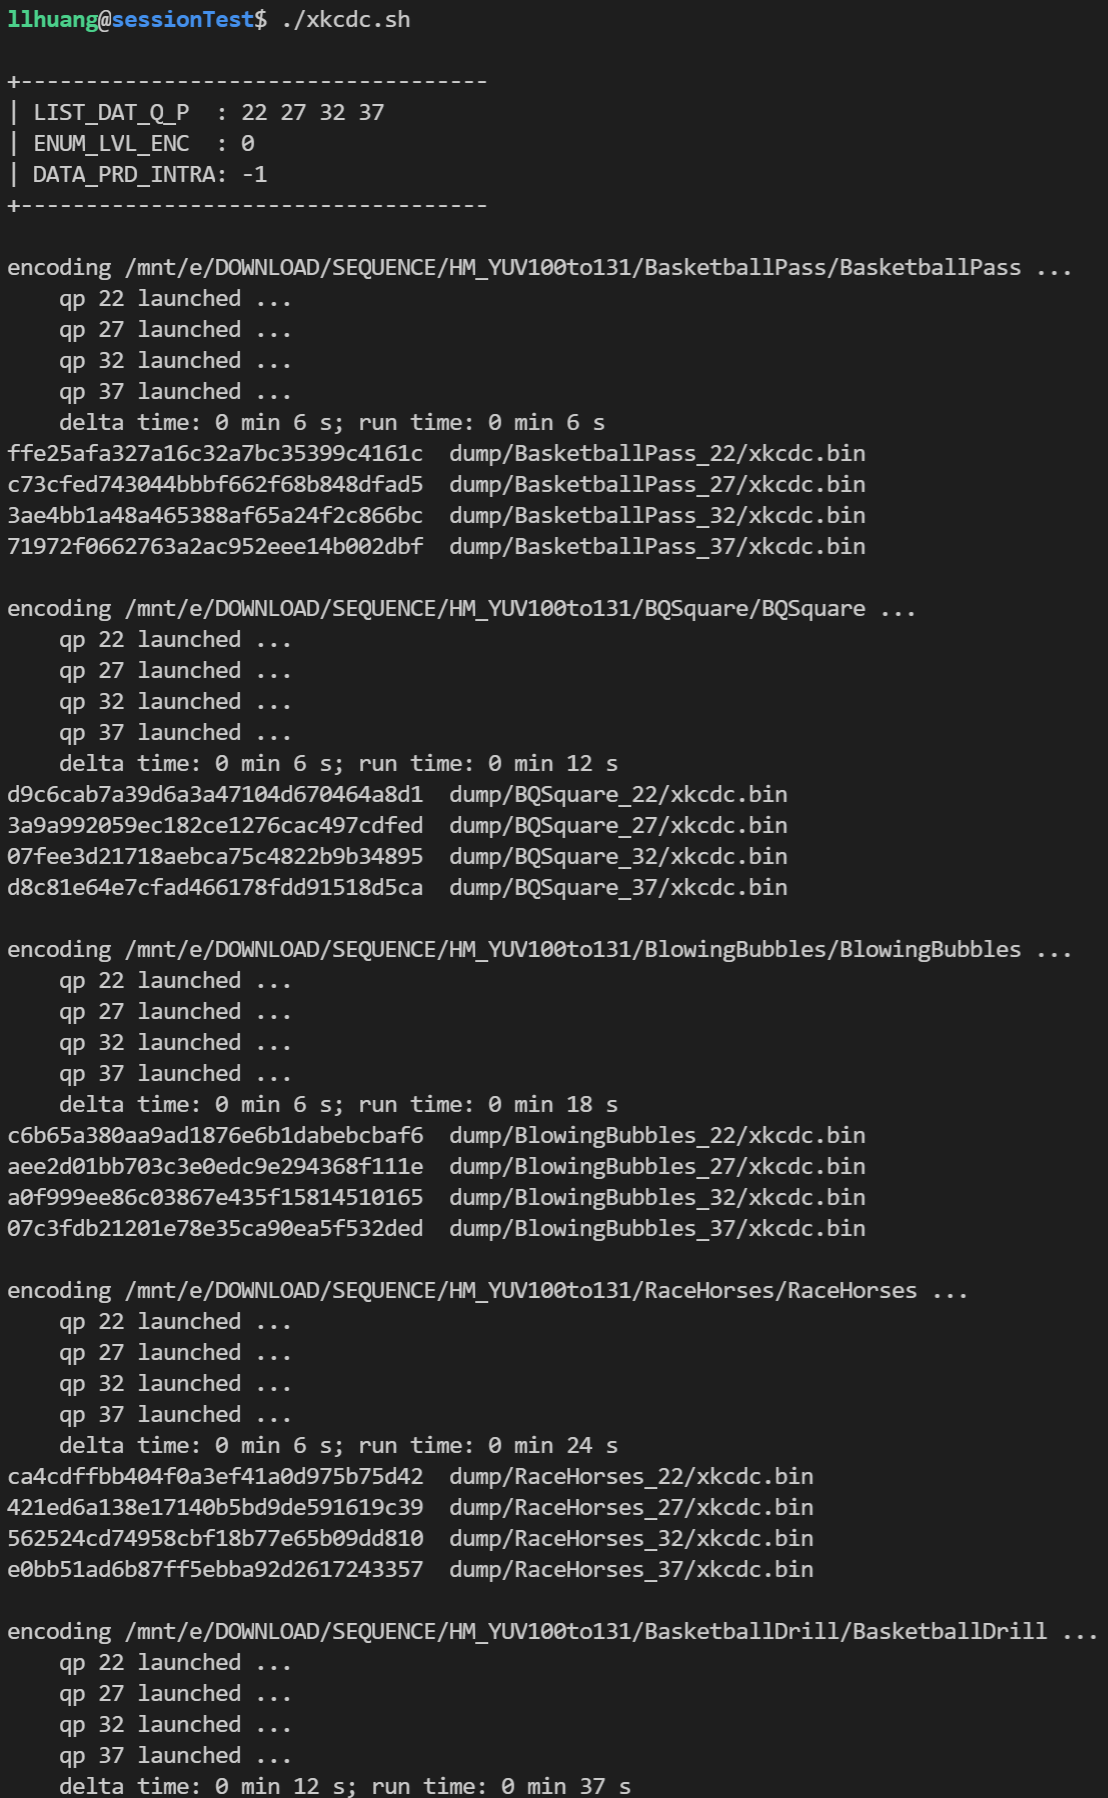 llhuang@sessionTest$ ./xkcdc.sh
+------------------------------------
| LIST_DAT_Q_P  : 22 27 32 37
| ENUM_LVL_ENC  : 0
| DATA_PRD_INTRA: -1
+------------------------------------
encoding /mnt/e/DOWNLOAD/SEQUENCE/HM_YUV100to131/BasketballPass/BasketballPass ...
    qp 22 launched ...
    qp 27 launched ...
    qp 32 launched ...
    qp 37 launched ...
    delta time: 0 min 6 s; run time: 0 min 6 s
ffe25afa327a16c32a7bc35399c4161c  dump/BasketballPass_22/xkcdc.bin
c73cfed743044bbbf662f68b848dfad5  dump/BasketballPass_27/xkcdc.bin
3ae4bb1a48a465388af65a24f2c866bc  dump/BasketballPass_32/xkcdc.bin
71972f0662763a2ac952eee14b002dbf  dump/BasketballPass_37/xkcdc.bin
encoding /mnt/e/DOWNLOAD/SEQUENCE/HM_YUV100to131/BQSquare/BQSquare ...
    qp 22 launched ...
    qp 27 launched ...
    qp 32 launched ...
    qp 37 launched ...
    delta time: 0 min 6 s; run time: 0 min 12 s
d9c6cab7a39d6a3a47104d670464a8d1  dump/BQSquare_22/xkcdc.bin
3a9a992059ec182ce1276cac497cdfed  dump/BQSquare_27/xkcdc.bin
07fee3d21718aebca75c4822b9b34895  dump/BQSquare_32/xkcdc.bin
d8c81e64e7cfad466178fdd91518d5ca  dump/BQSquare_37/xkcdc.bin
encoding /mnt/e/DOWNLOAD/SEQUENCE/HM_YUV100to131/BlowingBubbles/BlowingBubbles ...
    qp 22 launched ...
    qp 27 launched ...
    qp 32 launched ...
    qp 37 launched ...
    delta time: 0 min 6 s; run time: 0 min 18 s
c6b65a380aa9ad1876e6b1dabebcbaf6  dump/BlowingBubbles_22/xkcdc.bin
aee2d01bb703c3e0edc9e294368f111e  dump/BlowingBubbles_27/xkcdc.bin
a0f999ee86c03867e435f15814510165  dump/BlowingBubbles_32/xkcdc.bin
07c3fdb21201e78e35ca90ea5f532ded  dump/BlowingBubbles_37/xkcdc.bin
encoding /mnt/e/DOWNLOAD/SEQUENCE/HM_YUV100to131/RaceHorses/RaceHorses ...
    qp 22 launched ...
    qp 27 launched ...
    qp 32 launched ...
    qp 37 launched ...
    delta time: 0 min 6 s; run time: 0 min 24 s
ca4cdffbb404f0a3ef41a0d975b75d42  dump/RaceHorses_22/xkcdc.bin
421ed6a138e17140b5bd9de591619c39  dump/RaceHorses_27/xkcdc.bin
562524cd74958cbf18b77e65b09dd810  dump/RaceHorses_32/xkcdc.bin
e0bb51ad6b87ff5ebba92d2617243357  dump/RaceHorses_37/xkcdc.bin
encoding /mnt/e/DOWNLOAD/SEQUENCE/HM_YUV100to131/BasketballDrill/BasketballDrill ...
    qp 22 launched ...
    qp 27 launched ...
    qp 32 launched ...
    qp 37 launched ...
    delta time: 0 min 12 s; run time: 0 min 37 s